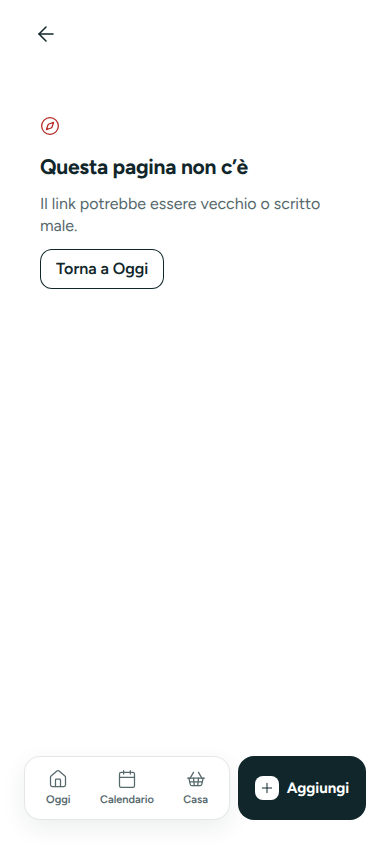 Questa pagina non c’è
Il link potrebbe essere vecchio o scritto
male.
Torna a Oggi
Oggi
Calendario
Casa
Aggiungi